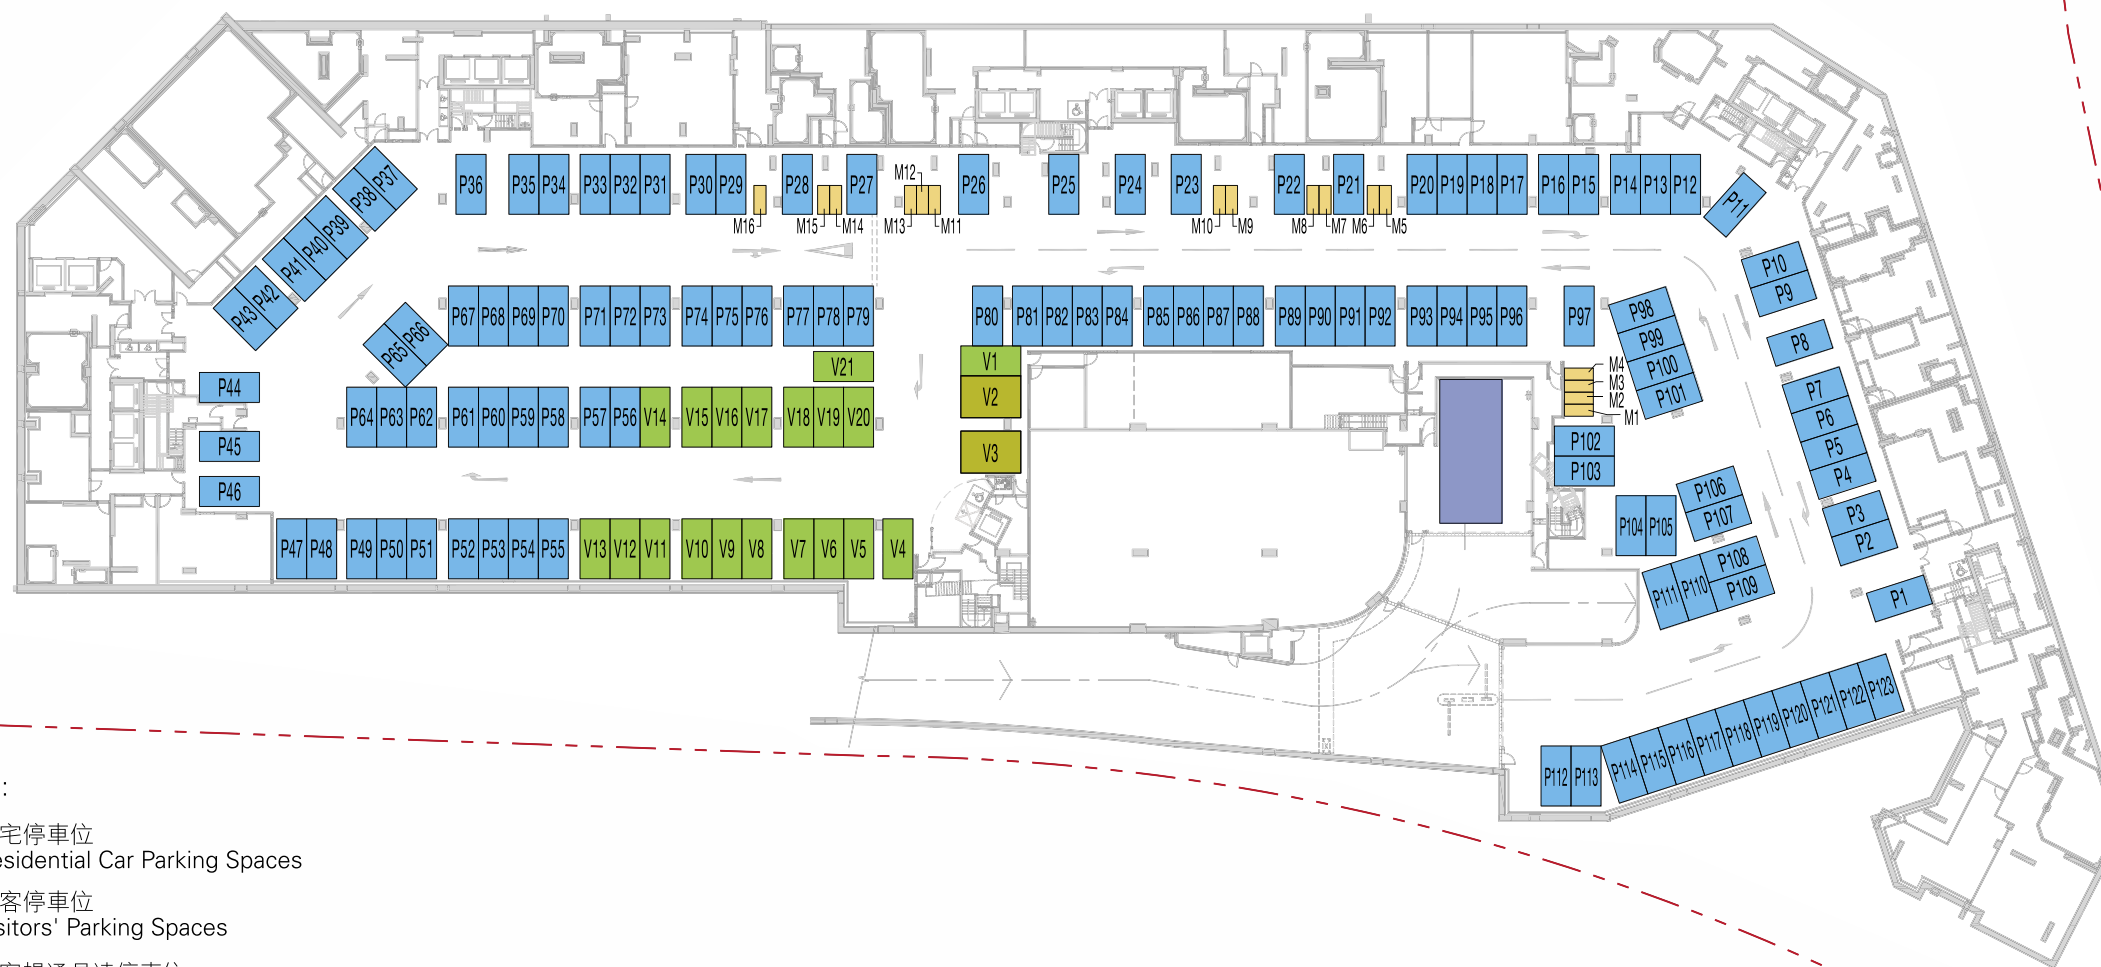 P36 P35 P34 P33 P32 P31 P30 P29 M16 P28 M15 M14 P27 M13 M12 M11 P26 P25 P24 P23 M10 M9 P22 M8 M7 P21 M6 M5 P20 P19 P18 P17 P16 P15 P14 P13 P12 P11
P43 P42 P41 P40 P39 P38 P37
P10
P9
P8
P7
P6
P5
P4
P3
P2
P1
P65 P66 P67 P68 P69 P70 P71 P72 P73 P74 P75 P76 P77 P78 P79 P80 P81 P82 P83 P84 P85 P86 P87 P88 P89 P90 P91 P92 P93 P94 P95 P96 P97
P98
P99
P100
P101
V21
V1
V2
V3
M4
M3
M2
M1
P44
P45
P46
P64 P63 P62 P61 P60 P59 P58 P57 P56 V14 V15 V16 V17 V18 V19 V20
P102
P103
P104 P105
P106
P107
P108
P109
P111 P110
P47 P48 P49 P50 P51 P52 P53 P54 P55 V13 V12 V11 V10 V9 V8 V7 V6 V5 V4
P112 P113 P114 P115 P116 P117 P118 P119 P120 P121 P122 P123
:
宅停車位
esidential Car Parking Spaces
客停車位
sitors' Parking Spaces